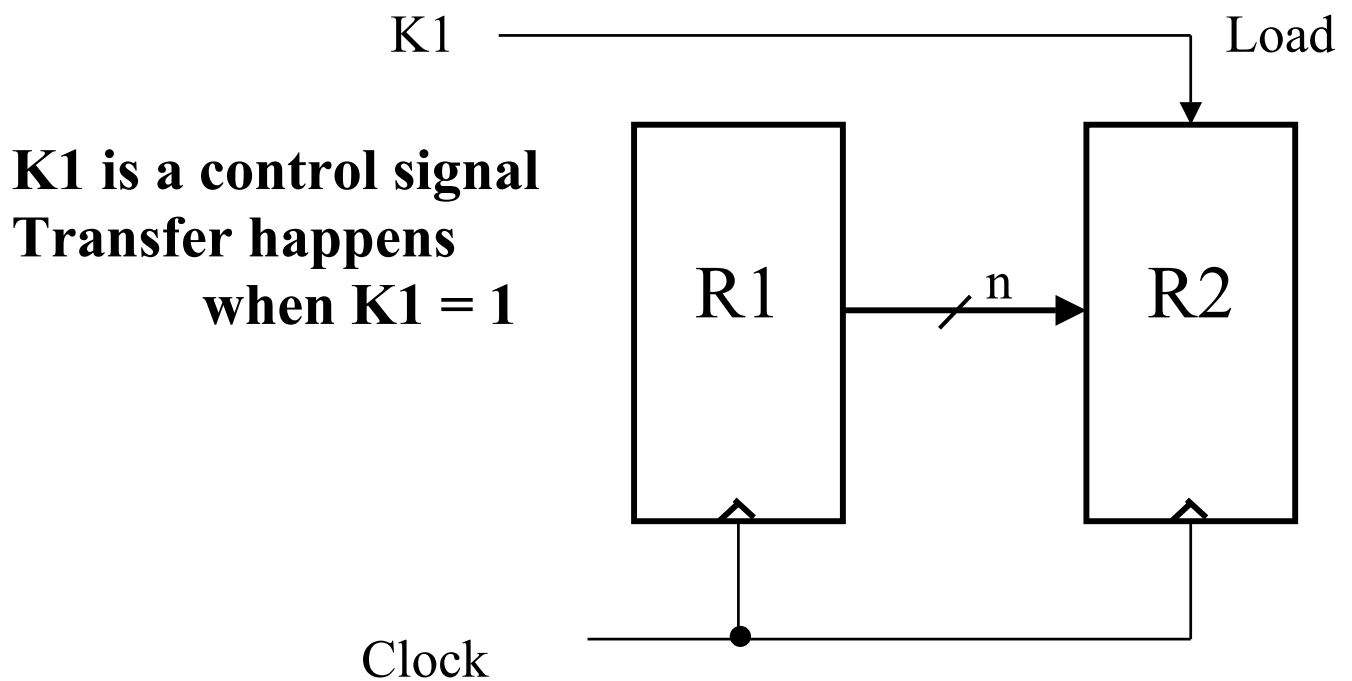 K1
Load
K1 is a control signal
Transfer happens
when K1 = 1
R1
n
R2
Clock